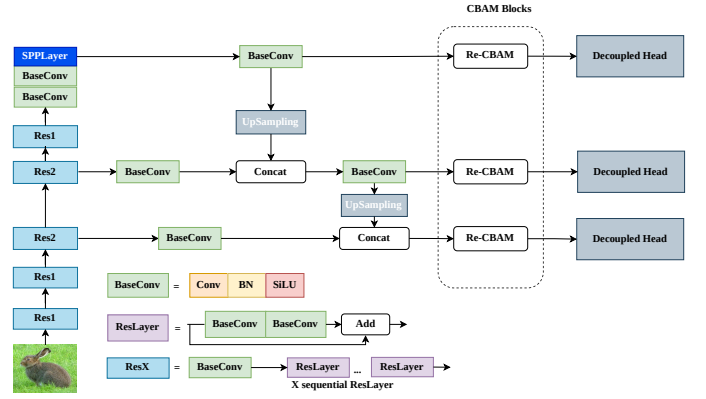 CBAM Blocks
SPPLayer
BaseConv
Re-CBAM
Decoupled Head
BaseConv
BaseConv
UpSampling
Res1
Res2
BaseConv
Concat
BaseConv
Re-CBAM
Decoupled Head
UpSampling
Res2
BaseConv
Concat
Re-CBAM
Decoupled Head
Res1
BaseConv = Conv BN SiLU
Res1
ResLayer = BaseConv BaseConv Add
ResX = BaseConv ResLayer ... ResLayer
X sequential ResLayer